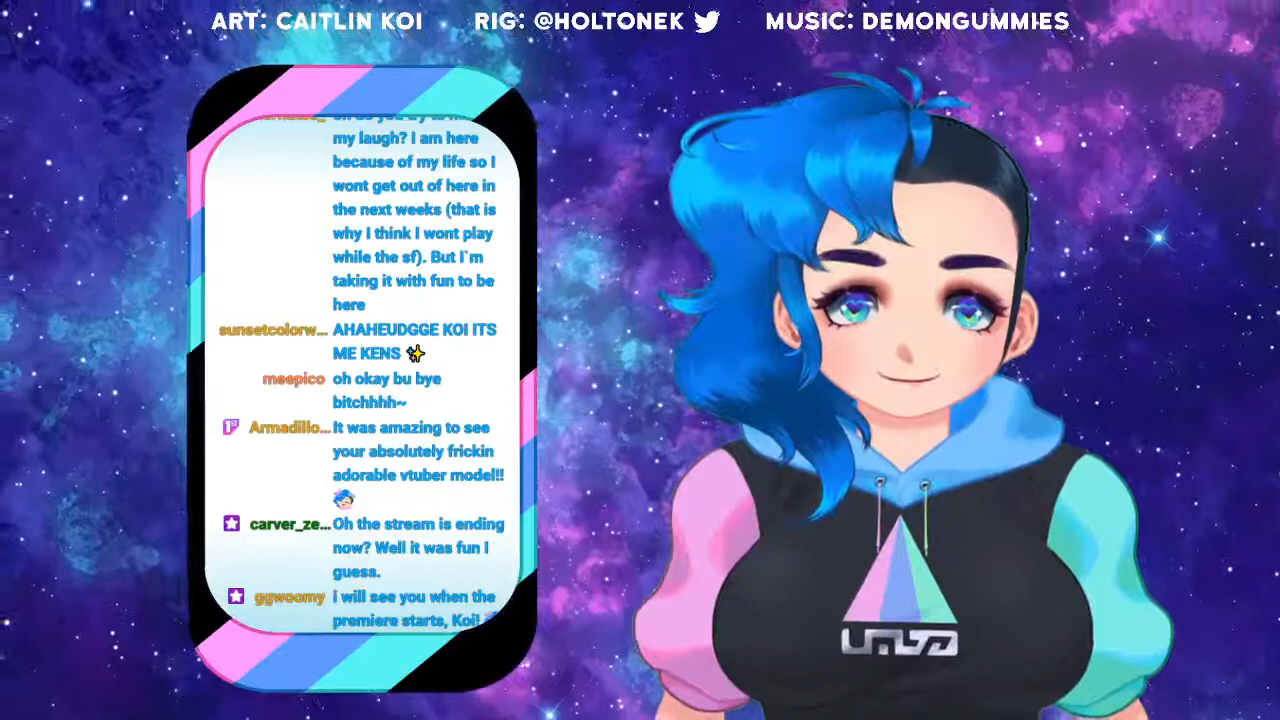 ART: CAITLIN KOI RIG: @HOLTONEK MUSIC: DEMONGUMMIES
my laugh? I am here
because of my life so I
wont get out of here in
the next weeks (that is
why I think I wont play
while the sf). But I`m
taking it with fun to be
here
sunsetcolorw... AHAHEUDGGE KOI ITS
ME KENS ✨
meepico oh okay bu bye
bitchhhh~
1ST Armadillo... It was amazing to see
your absolutely frickin
adorable vtuber model!!
carver_ze... Oh the stream is ending
now? Well it was fun I
guess.
ggwoomy i will see you when the
premiere starts, Koi!